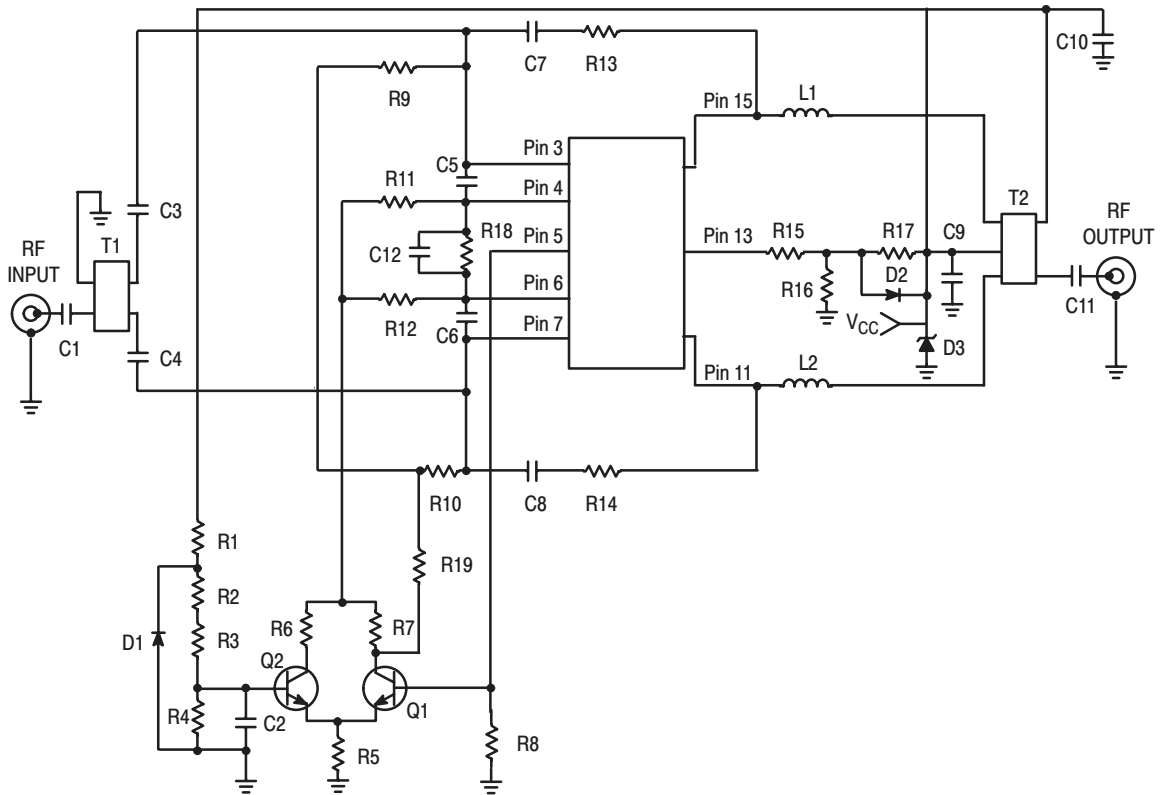 C10
C7
R13
R9
L1
Pin 15
Pin 3
C5
R11
Pin 4
C3
T2
RF
OUTPUT
RF
INPUT
T1
R18
C12
Pin 5
Pin 13
R15
R17
C9
D2
R16
Pin 6
R12
C11
VCC
C6
Pin 7
C1
C4
D3
Pin 11
L2
R10
C8
R14
R1
R19
R2
D1
R3
R6
R7
Q2
R4
C2
Q1
R5
R8